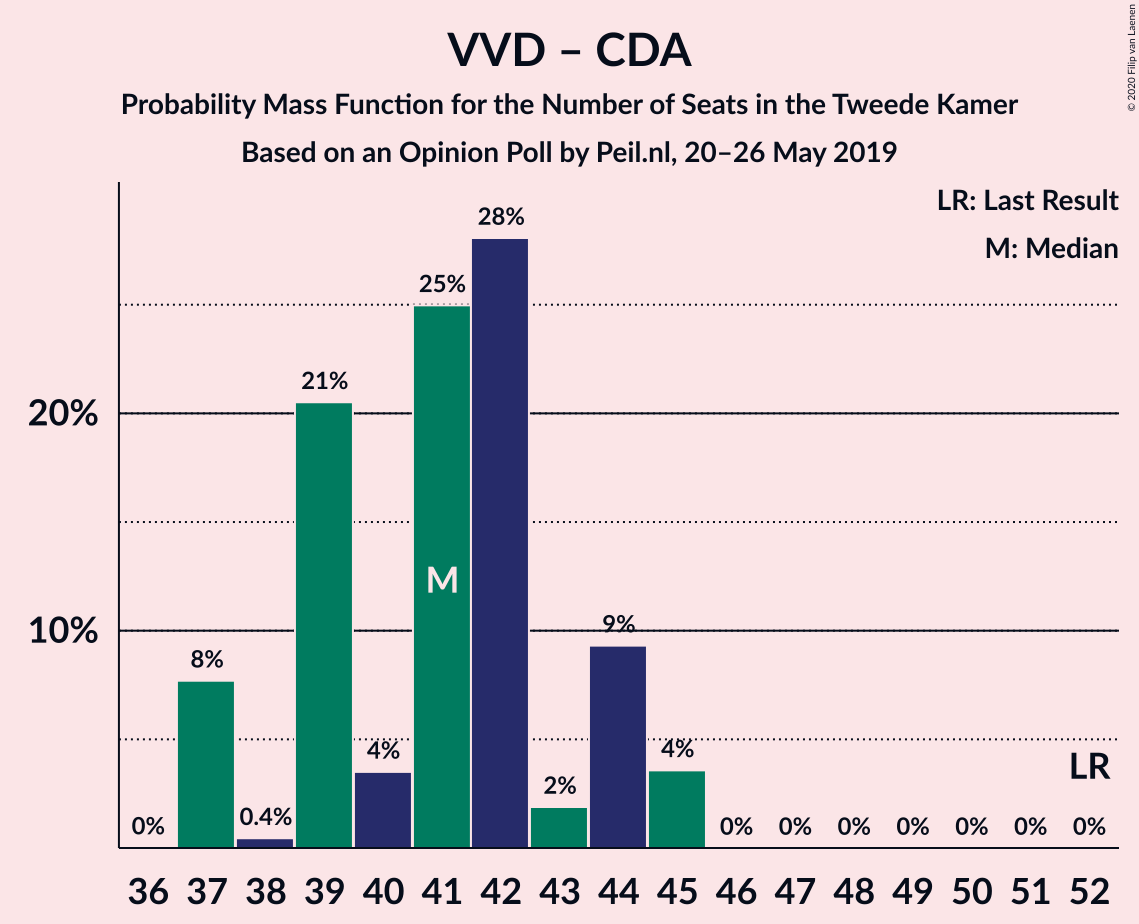 VVD – CDA
Probability Mass Function for the Number of Seats in the Tweede Kamer
Based on an Opinion Poll by Peil.nl, 20–26 May 2019
© 2020 Filip van Laenen
LR: Last Result
M: Median
28%
25%
21%
20%
M
9%
10%
8%
4%
4%
LR
2%
0.4%
0%
0%
0%
0%
0%
0%
0%
0%
36 37 38 39 40 41 42 43 44 45 46 47 48 49 50 51 52